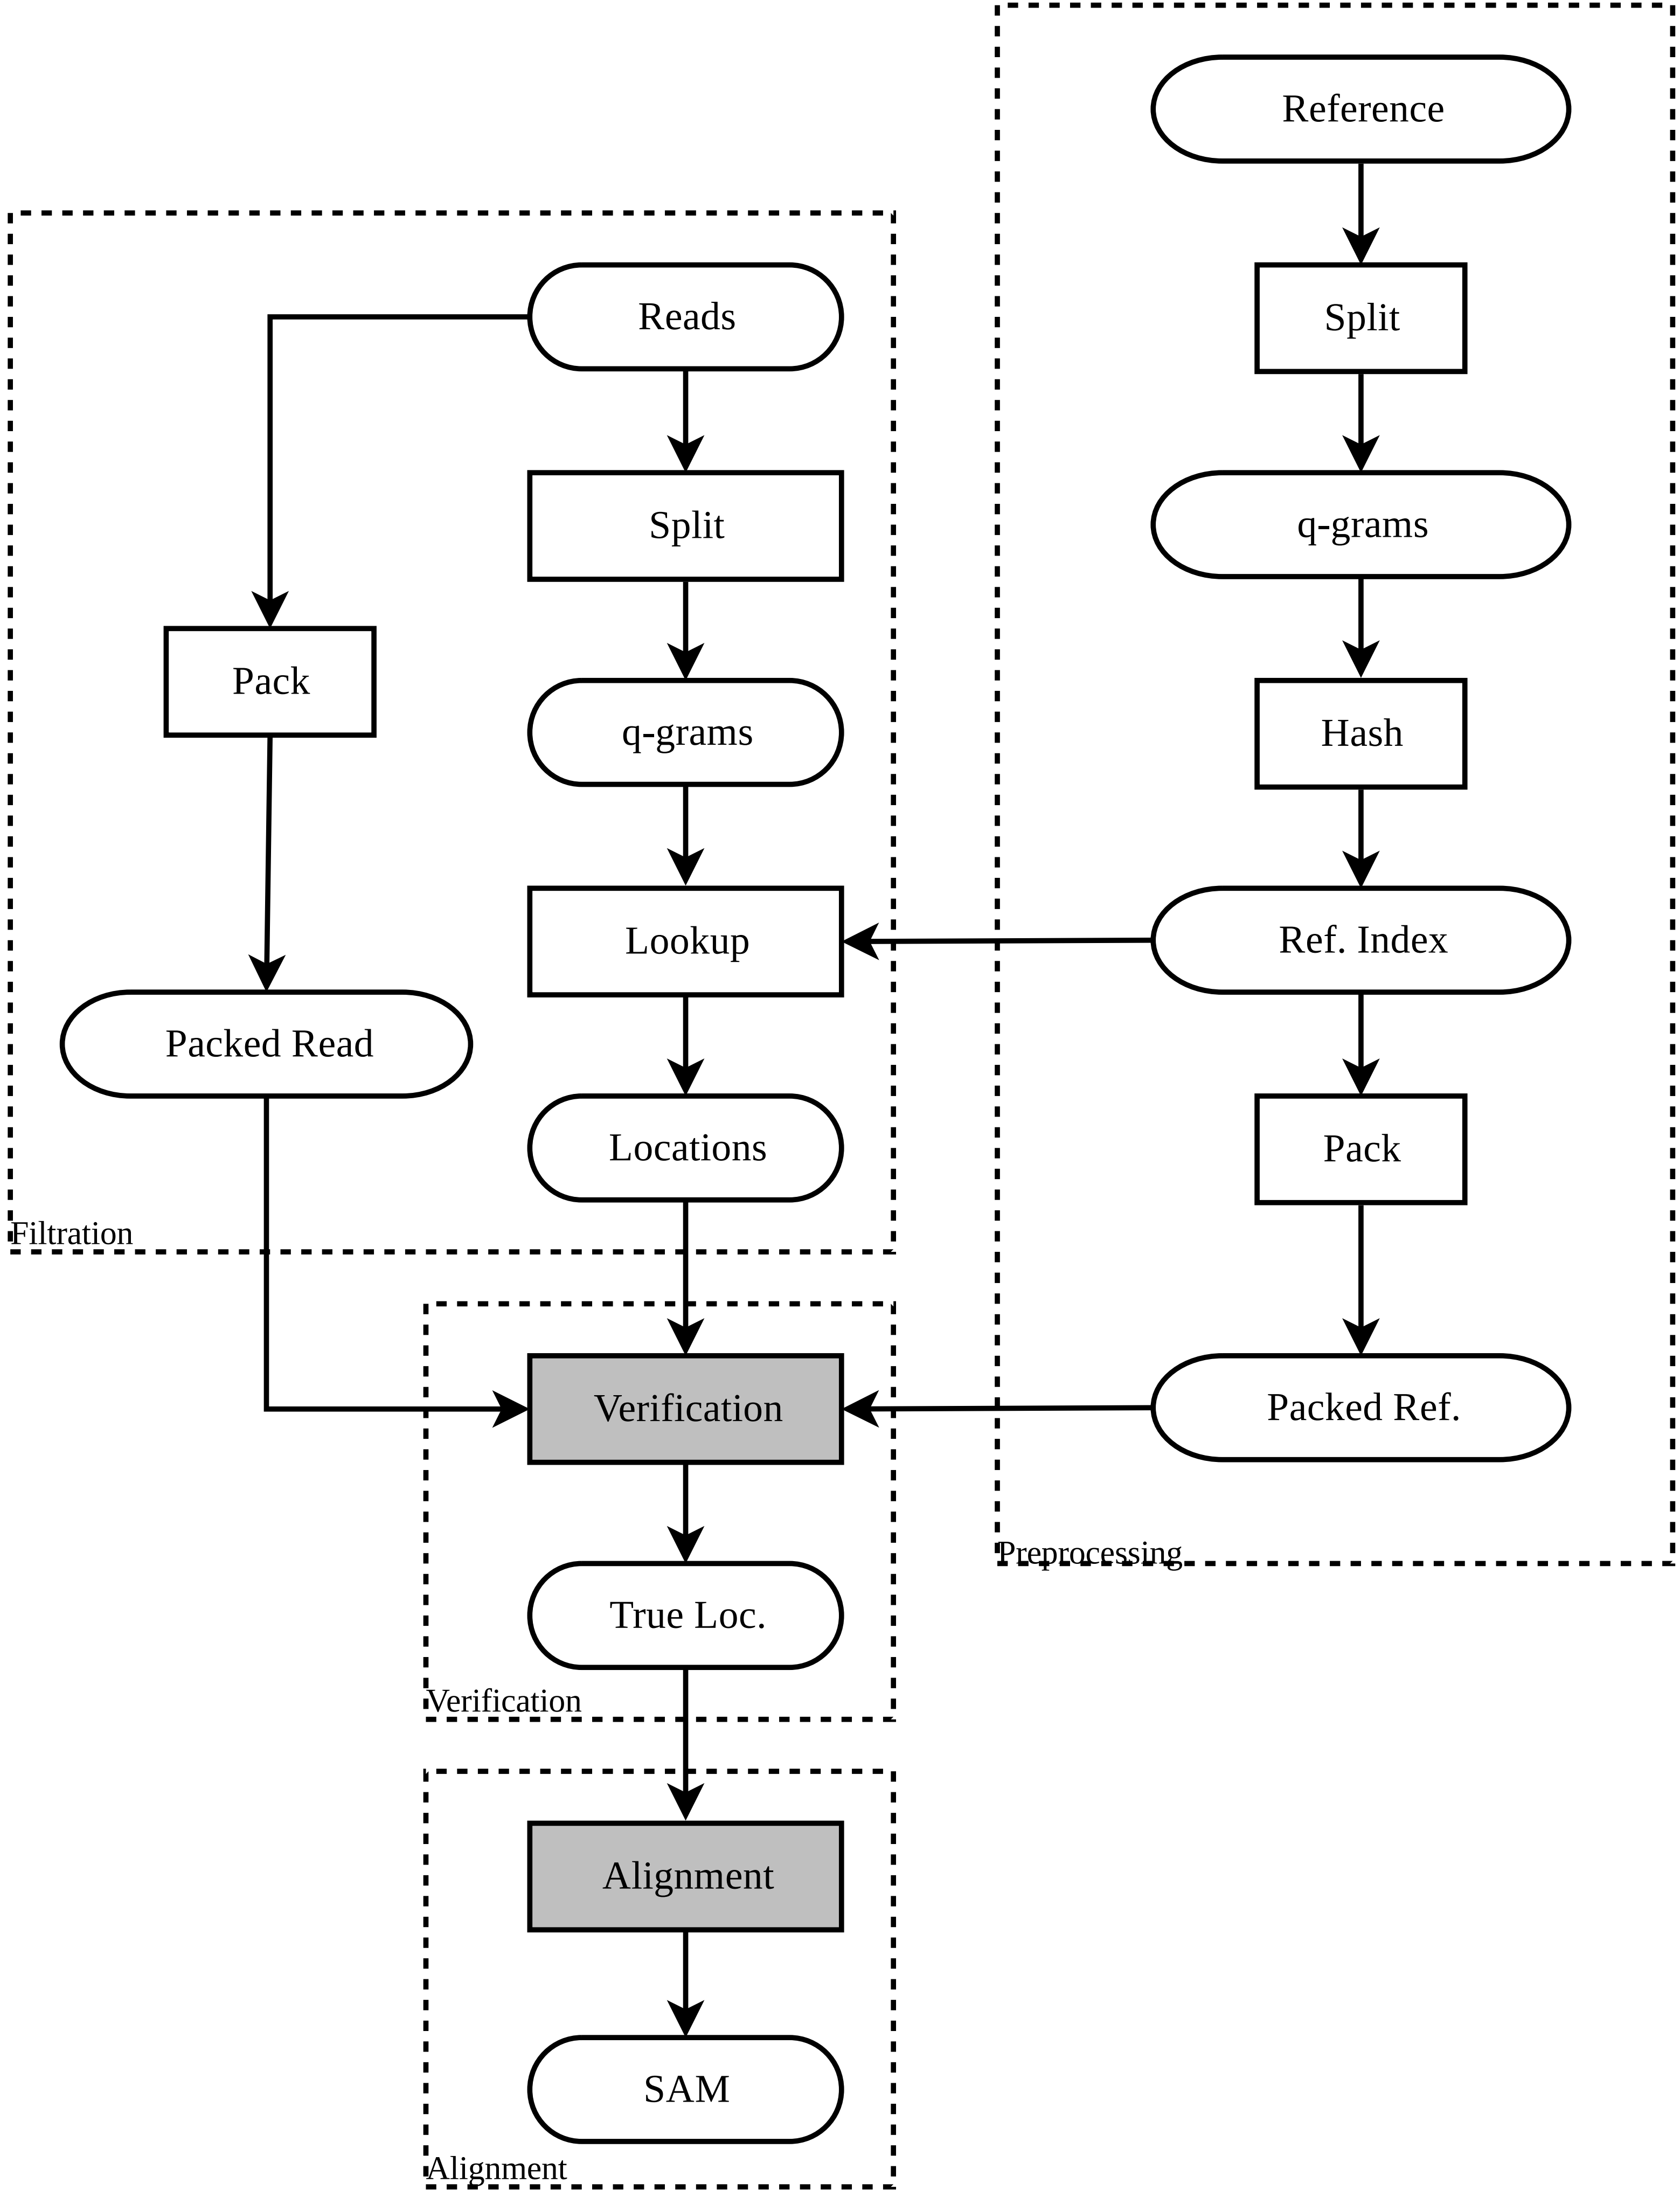 Reference
Reads
Split
Split
q-grams
Pack
q-grams
Hash
Lookup
Ref. Index
Packed Read
Locations
Pack
Filtration
Verification
Packed Ref.
Preprocessing
True Loc.
Verification
Alignment
SAM
Alignment